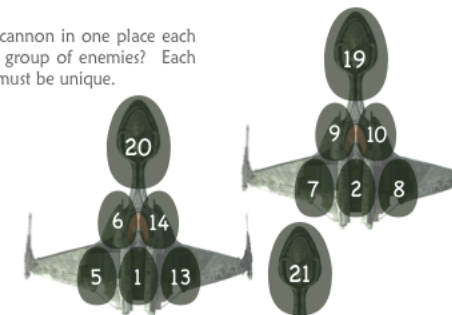 cannon in one place each
group of enemies? Each
must be unique.
19
20
9 10
6 14
7 2 8
5 1 13
21